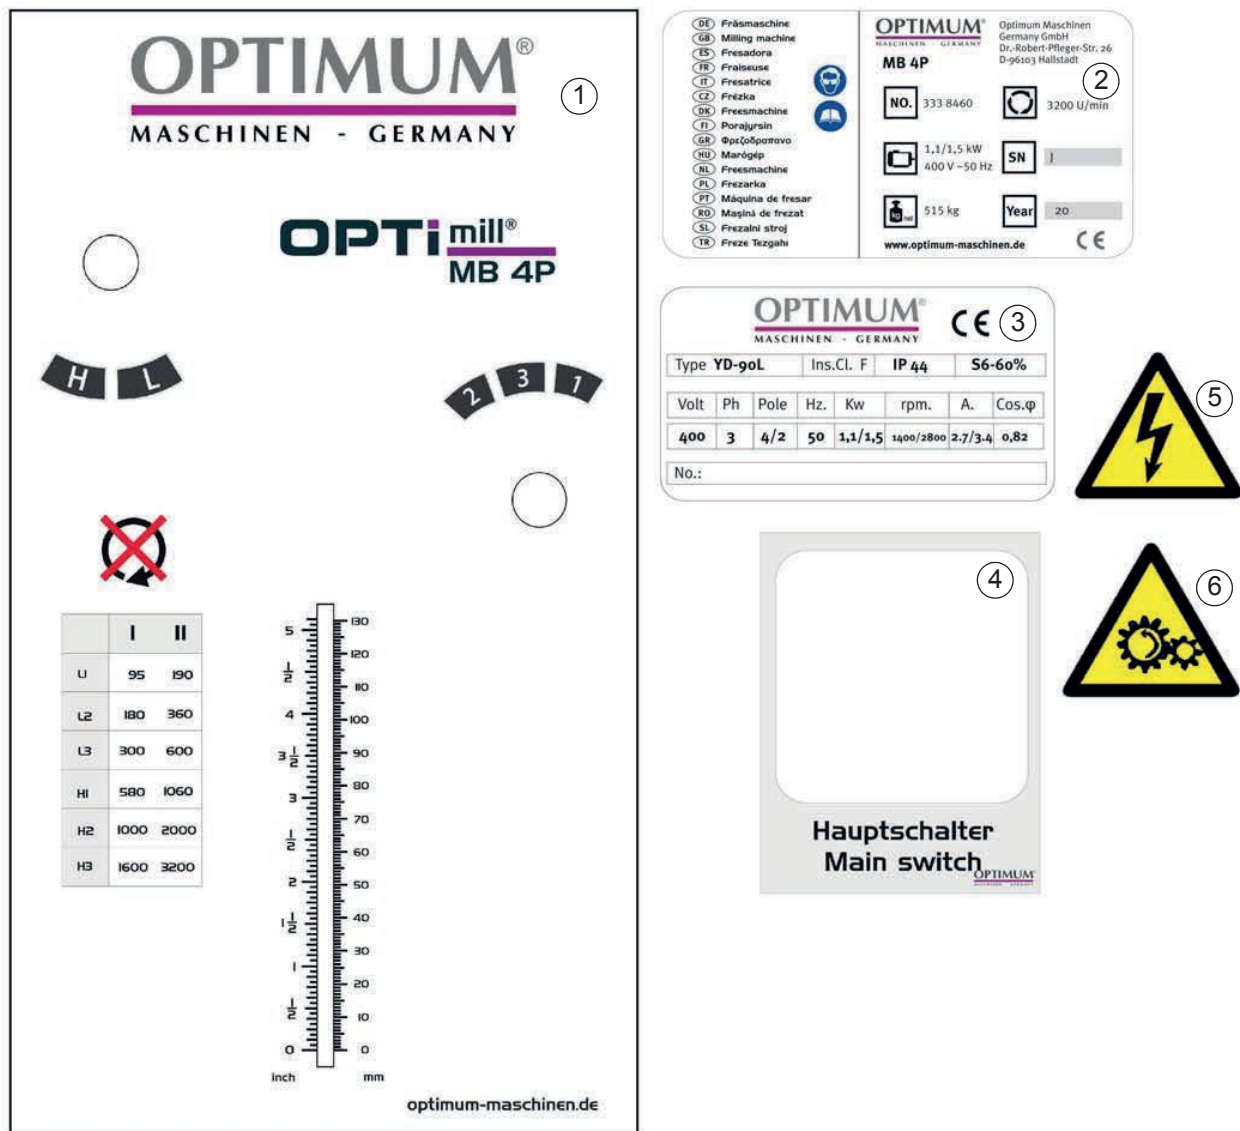 OPTIMUM®
MASCHINEN - GERMANY
1
OPTi mill®
MB 4P
H L
2 3 1
I II
L1 95 190
L2 180 360
L3 300 600
H1 580 1060
H2 1000 2000
H3 1600 3200
5 130
120
1/2 110
4 100
3 1/2 90
80
3 70
1/2 60
2 50
1 1/2 40
30
1 20
1/2 10
0 0
inch mm
optimum-maschinen.de
DE Fräsmaschine
GB Milling machine
ES Fresadora
FR Fraiseuse
IT Fresatrice
CZ Frézka
DK Freesmachine
FI Porajyrsin
GR Φρεζοδραπανο
HU Marógép
NL Freesmachine
PL Frezarka
PT Máquina de fresar
RO Maşină de frezat
SL Frezalni stroj
TR Freze Tezgahı
OPTIMUM®
MASCHINEN - GERMANY
Optimum Maschinen
Germany GmbH
Dr.-Robert-Pfleger-Str. 26
D-96103 Hallstadt
MB 4P
2
NO. 333 8460
3200 U/min
1,1/1,5 kW
400 V ~50 Hz
SN J
kg net 515 kg
Year 20
www.optimum-maschinen.de CE
OPTIMUM®
MASCHINEN - GERMANY
CE 3
Type YD-90L Ins.Cl. F IP 44 S6-60%
Volt Ph Pole Hz. Kw rpm. A. Cos.φ
400 3 4/2 50 1,1/1,5 1400/2800 2.7/3.4 0,82
No.:
5
4
6
Hauptschalter
Main switch
OPTIMUM®
MASCHINEN - GERMANY